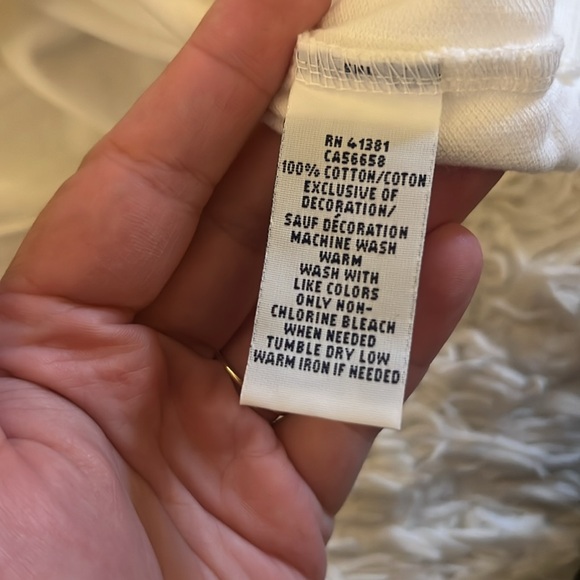 RN 41381
CA56658
100% COTTON/COTON
EXCLUSIVE OF
DECORATION/
SAUF DÉCORATION
MACHINE WASH
WARM
WASH WITH
LIKE COLORS
ONLY NON-
CHLORINE BLEACH
WHEN NEEDED
TUMBLE DRY LOW
WARM IRON IF NEEDED